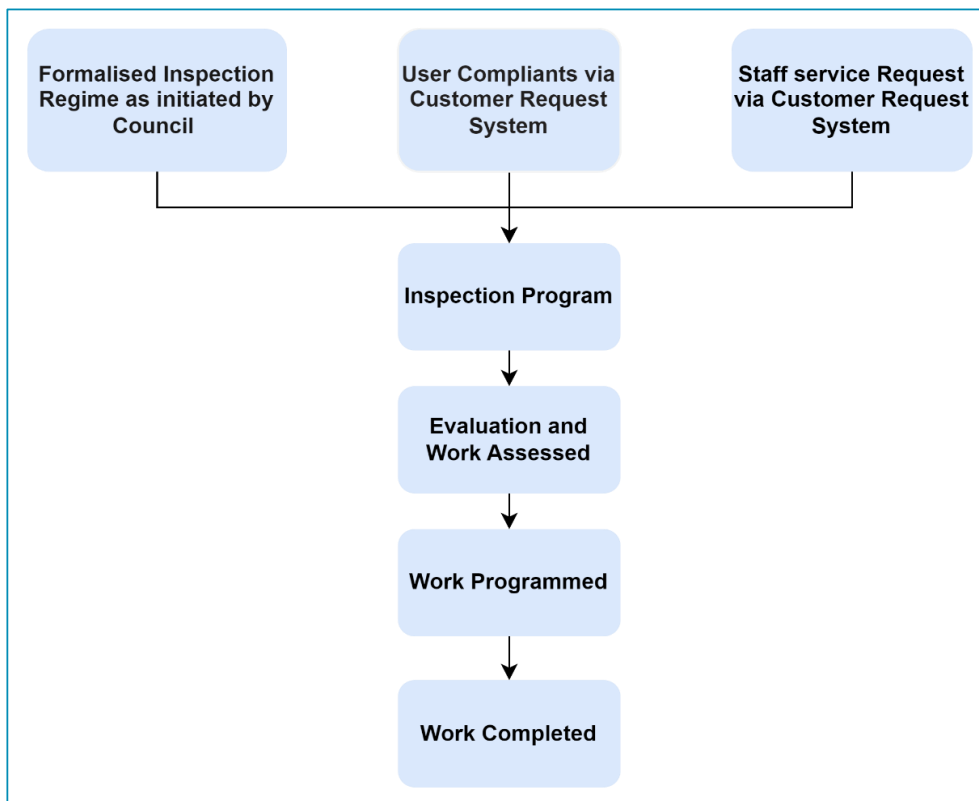 Formalised Inspection
Regime as initiated by
Council
User Compliants via
Customer Request
System
Staff service Request
via Customer Request
System
Inspection Program
Evaluation and
Work Assessed
Work Programmed
Work Completed